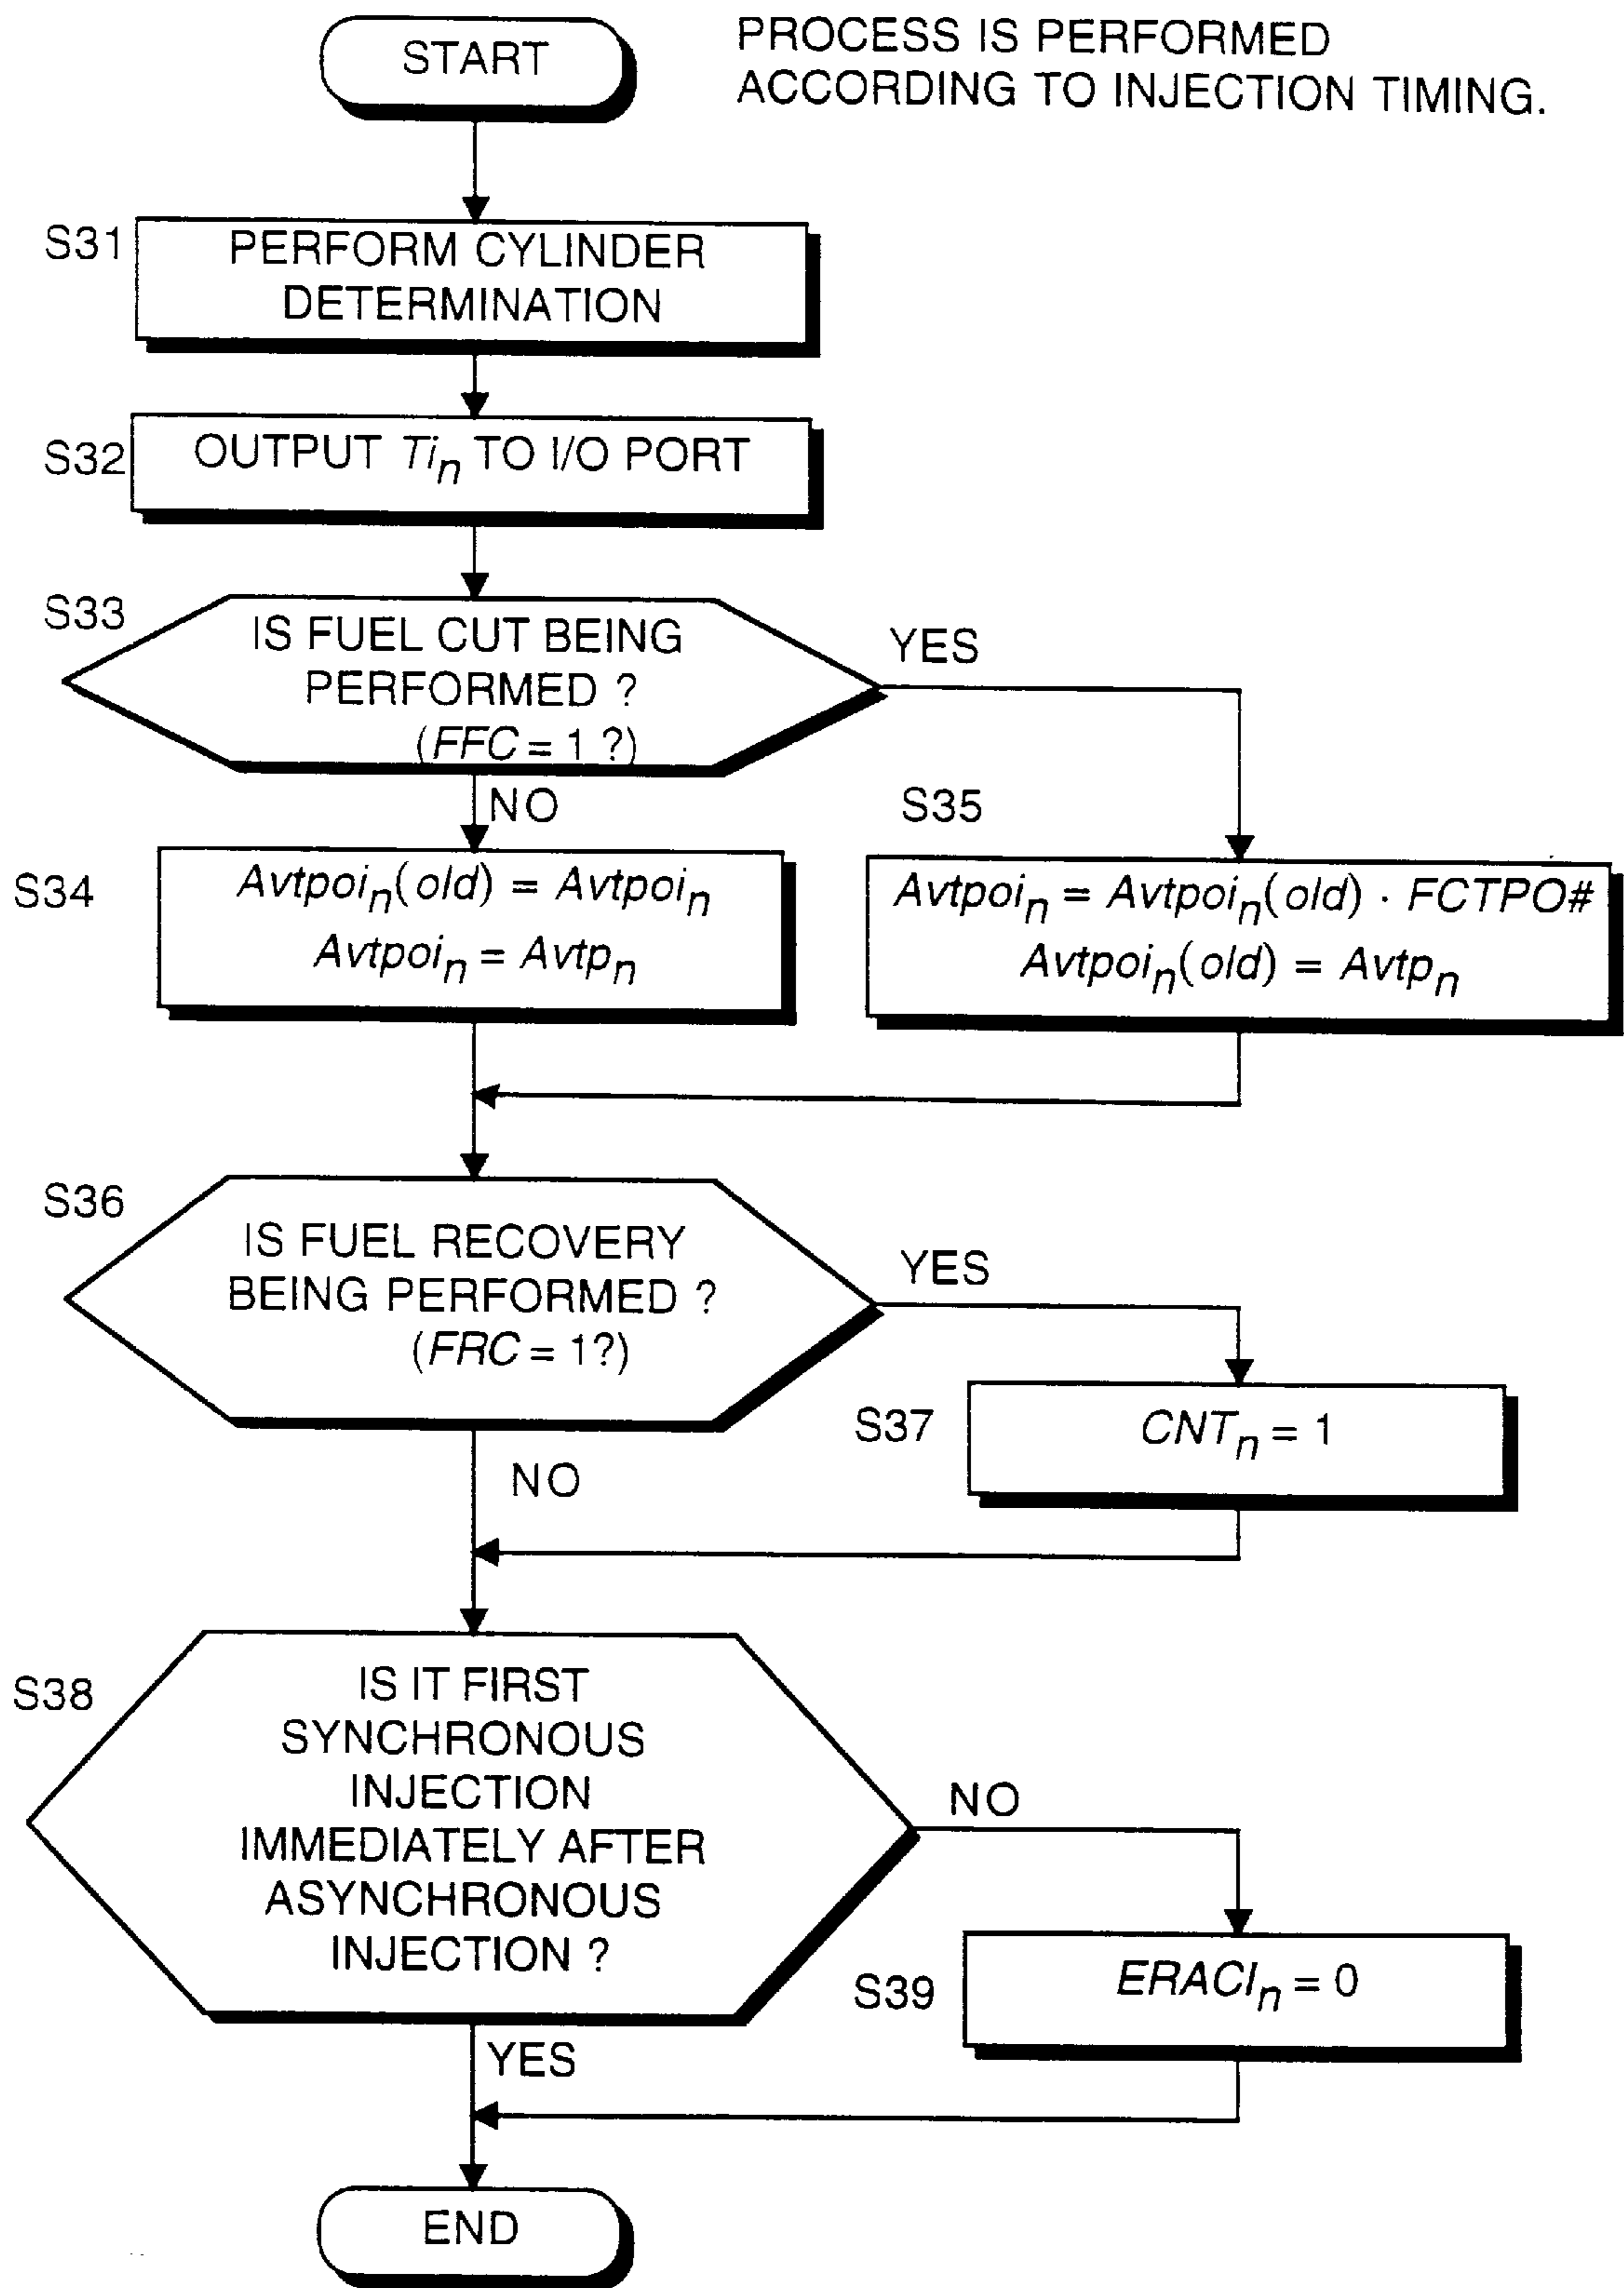 START
PROCESS IS PERFORMED
ACCORDING TO INJECTION TIMING.
S31
PERFORM CYLINDER
DETERMINATION
S32
OUTPUT Tiₙ TO I/O PORT
S33
IS FUEL CUT BEING
PERFORMED ?
(FFC = 1 ?)
YES
NO
S34
Avtpoiₙ(old) = Avtpoiₙ
Avtpoiₙ = Avtpₙ
S35
Avtpoiₙ = Avtpoiₙ(old) · FCTPO#
Avtpoiₙ(old) = Avtpₙ
S36
IS FUEL RECOVERY
BEING PERFORMED ?
(FRC = 1?)
YES
NO
S37
CNTₙ = 1
S38
IS IT FIRST
SYNCHRONOUS
INJECTION
IMMEDIATELY AFTER
ASYNCHRONOUS
INJECTION ?
NO
YES
S39
ERACIₙ = 0
END